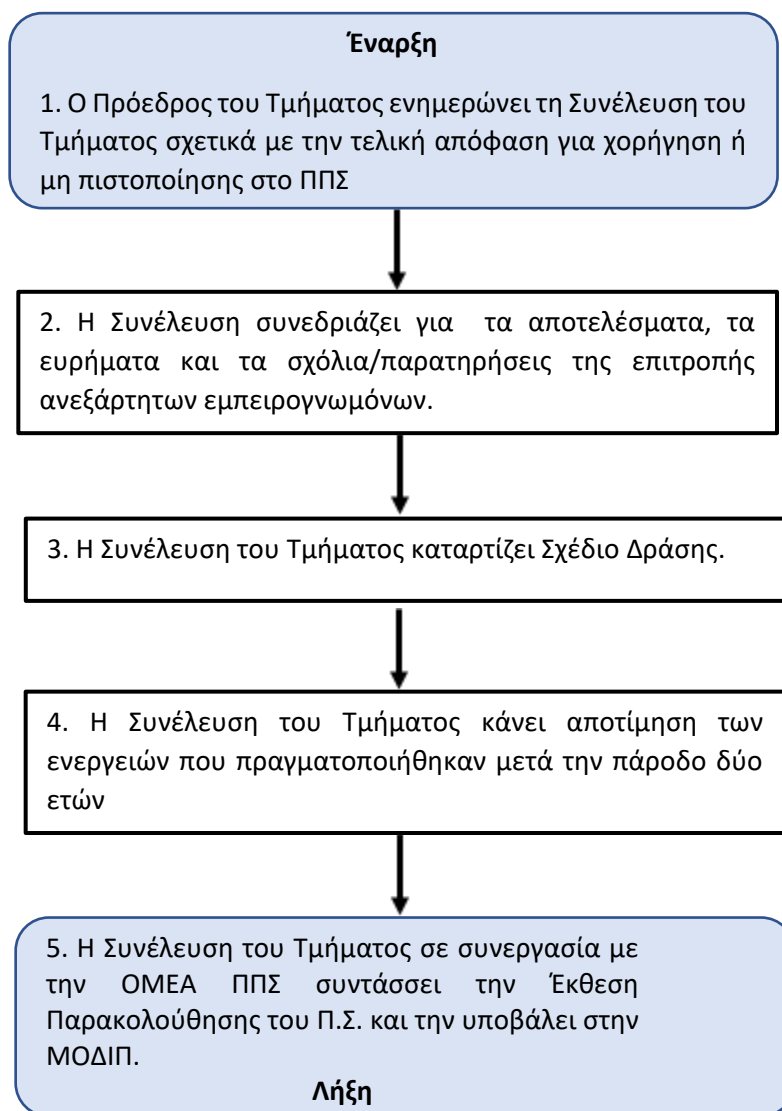 Έναρξη
1. Ο Πρόεδρος του Τμήματος ενημερώνει τη Συνέλευση του
Τμήματος σχετικά με την τελική απόφαση για χορήγηση ή
μη πιστοποίησης στο ΠΠΣ
2. Η Συνέλευση συνεδριάζει για τα αποτελέσματα, τα
ευρήματα και τα σχόλια/παρατηρήσεις της επιτροπής
ανεξάρτητων εμπειρογνωμόνων.
3. Η Συνέλευση του Τμήματος καταρτίζει Σχέδιο Δράσης.
4. Η Συνέλευση του Τμήματος κάνει αποτίμηση των
ενεργειών που πραγματοποιήθηκαν μετά την πάροδο δύο
ετών
5. Η Συνέλευση του Τμήματος σε συνεργασία με
την ΟΜΕΑ ΠΠΣ συντάσσει την Έκθεση
Παρακολούθησης του Π.Σ. και την υποβάλει στην
ΜΟΔΙΠ.
Λήξη